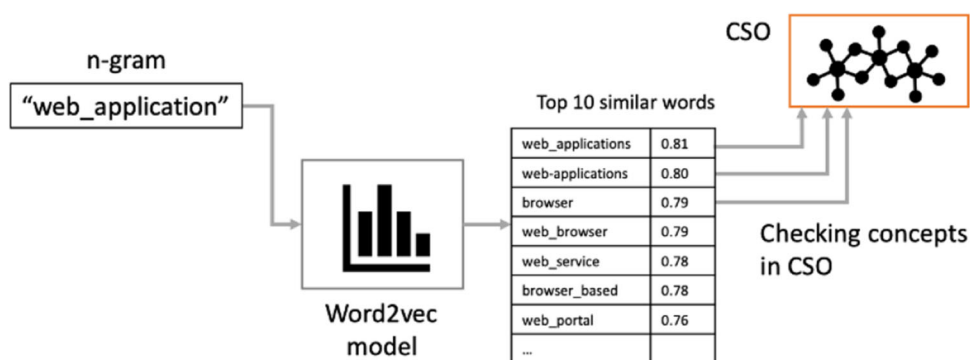 n-gram
“web_application”
Word2vec
model
Top 10 similar words
web_applications 0.81
web-applications 0.80
browser 0.79
web_browser 0.79
web_service 0.78
browser_based 0.78
web_portal 0.76
...
CSO
Checking concepts
in CSO